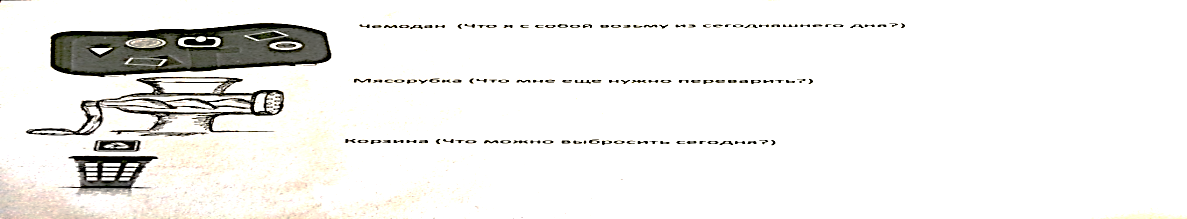 Чемодан (Что я с собой возьму из сегодняшнего дня?)
Мясорубка (Что мне еще нужно переварить?)
Корзина (Что можно выбросить сегодня?)